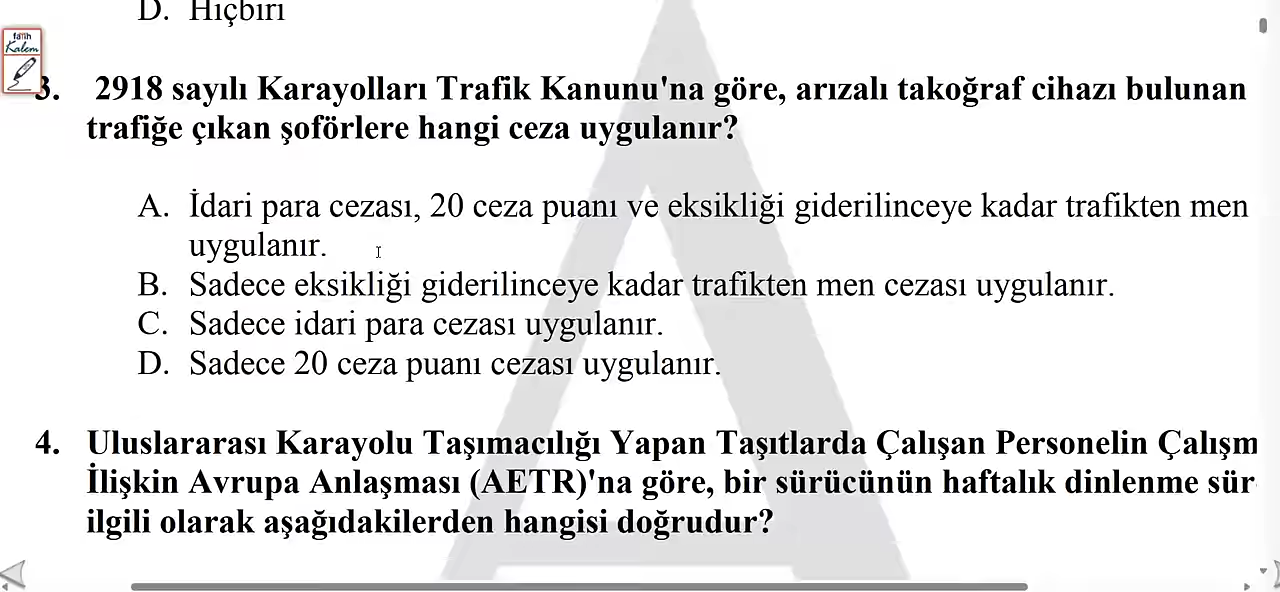 D. Hiçbiri
fatih
Kalem
3. 2918 sayılı Karayolları Trafik Kanunu'na göre, arızalı takoğraf cihazı bulunan
trafiğe çıkan şoförlere hangi ceza uygulanır?
A. İdari para cezası, 20 ceza puanı ve eksikliği giderilinceye kadar trafikten men
uygulanır.
B. Sadece eksikliği giderilinceye kadar trafikten men cezası uygulanır.
C. Sadece idari para cezası uygulanır.
D. Sadece 20 ceza puanı cezası uygulanır.
4. Uluslararası Karayolu Taşımacılığı Yapan Taşıtlarda Çalışan Personelin Çalışm
İlişkin Avrupa Anlaşması (AETR)'na göre, bir sürücünün haftalık dinlenme sür
ilgili olarak aşağıdakilerden hangisi doğrudur?